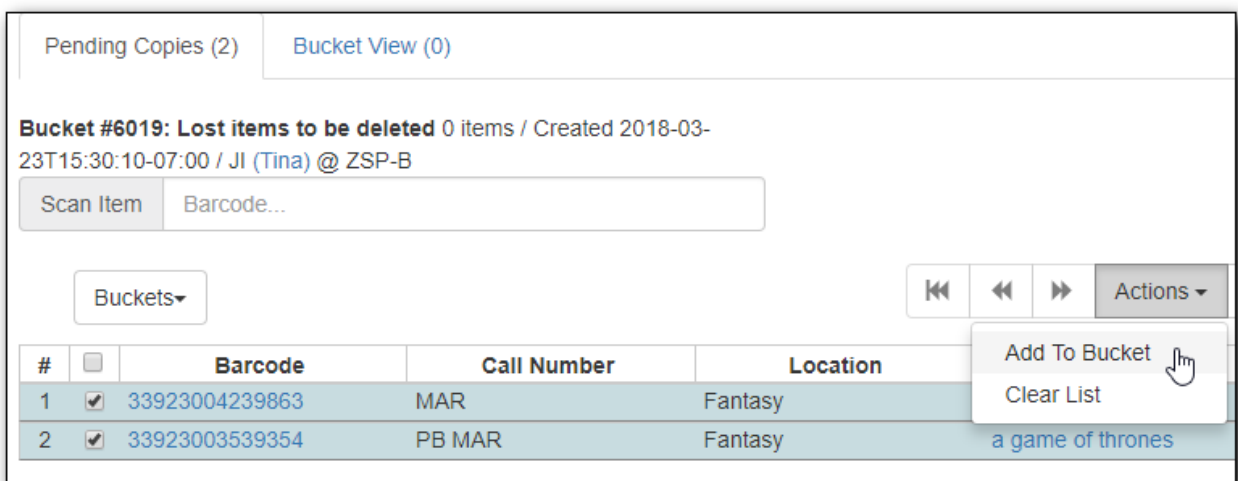 Pending Copies (2) Bucket View (0)
Bucket #6019: Lost items to be deleted 0 items / Created 2018-03-
23T15:30:10-07:00 / JI (Tina) @ ZSP-B
Scan Item Barcode...
Buckets Actions
Add To Bucket
Clear List
# Barcode Call Number Location
1 33923004239863 MAR Fantasy
2 33923003539354 PB MAR Fantasy a game of thrones